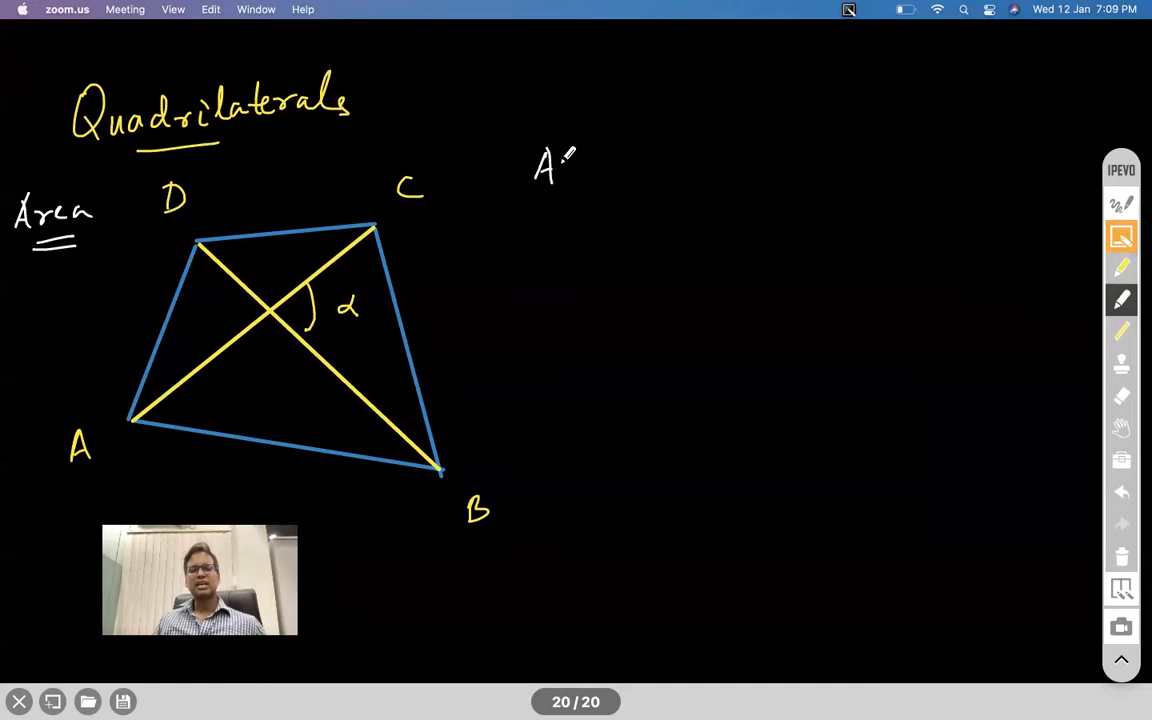 zoom.us Meeting View Edit Window Help Wed 12 Jan 7:09 PM
Quadrilaterals
A
Area
D
C
IPEVO
α
A
B
20 / 20